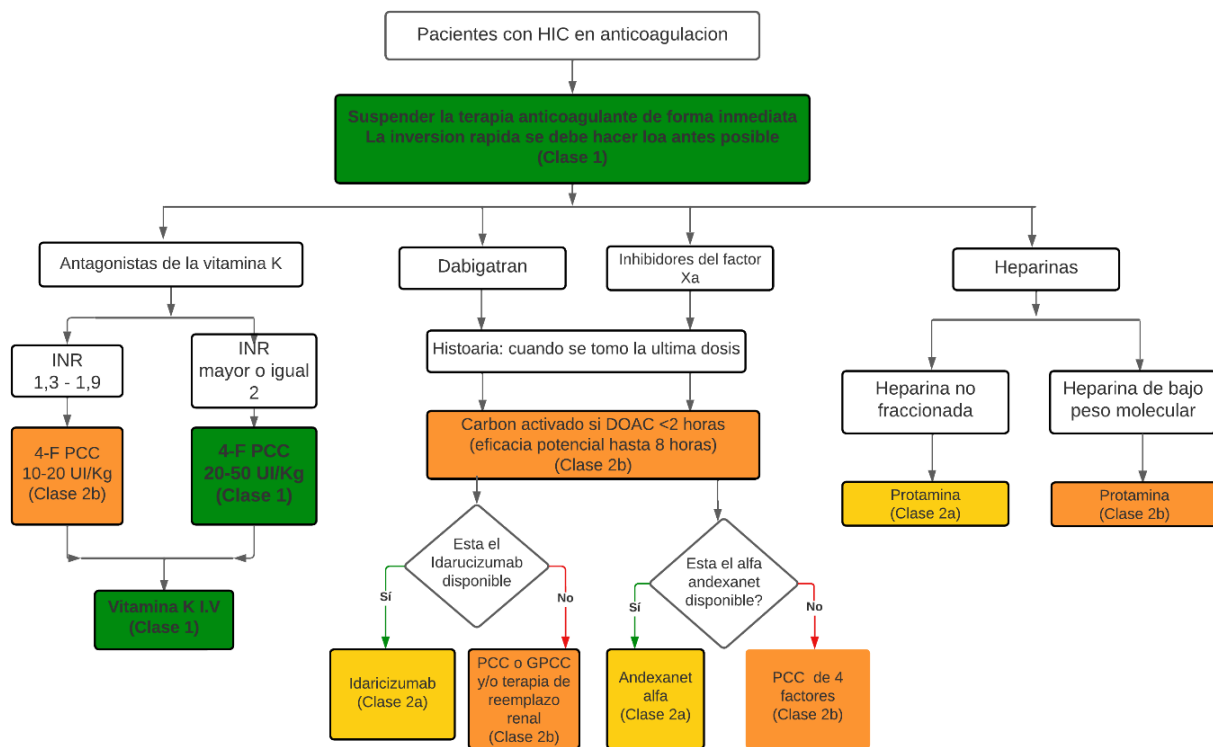 Pacientes con HIC en anticoagulacion
Suspender la terapia anticoagulante de forma inmediata
La inversion rapida se debe hacer loa antes posible
(Clase 1)
Antagonistas de la vitamina K
Dabigatran
Inhibidores del factor
Xa
Heparinas
INR
1,3 - 1,9
INR
mayor o igual
2
Histoaria: cuando se tomo la ultima dosis
Heparina no
fraccionada
Heparina de bajo
peso molecular
4-F PCC
10-20 UI/Kg
(Clase 2b)
4-F PCC
20-50 UI/Kg
(Clase 1)
Carbon activado si DOAC <2 horas
(eficacia potencial hasta 8 horas)
(Clase 2b)
Protamina
(Clase 2a)
Protamina
(Clase 2b)
Vitamina K I.V
(Clase 1)
Esta el
Idarucizumab
disponible
Sí
No
Esta el alfa
andexanet
disponible?
Sí
No
Idaricizumab
(Clase 2a)
PCC o GPCC
y/o terapia de
reemplazo
renal
(Clase 2b)
Andexanet
alfa
(Clase 2a)
PCC de 4
factores
(Clase 2b)